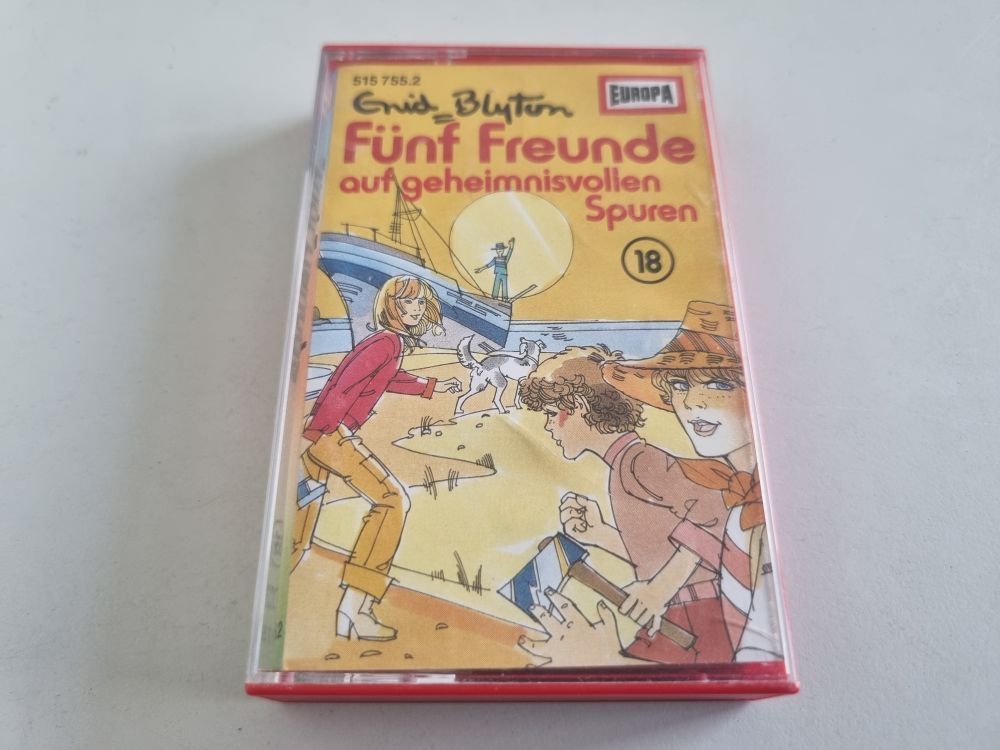 515 755.2
Enid Blyton
EUROPA
Fünf Freunde
auf geheimnisvollen
Spuren
18